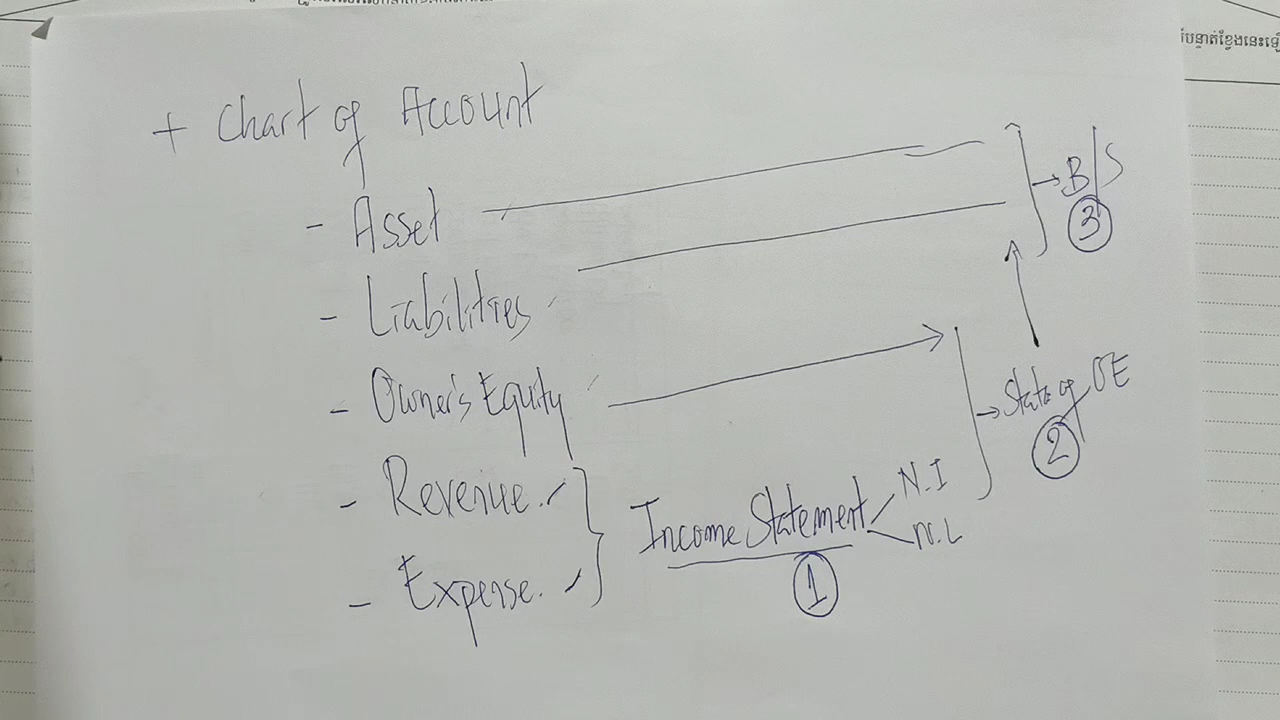 + Chart of Account
- Asset
→ B/S
③
- Liabilities
- Owner's Equity
→ State of OE
②
- Revenue.
- Expense.
Income Statement
N.I
N.L
①